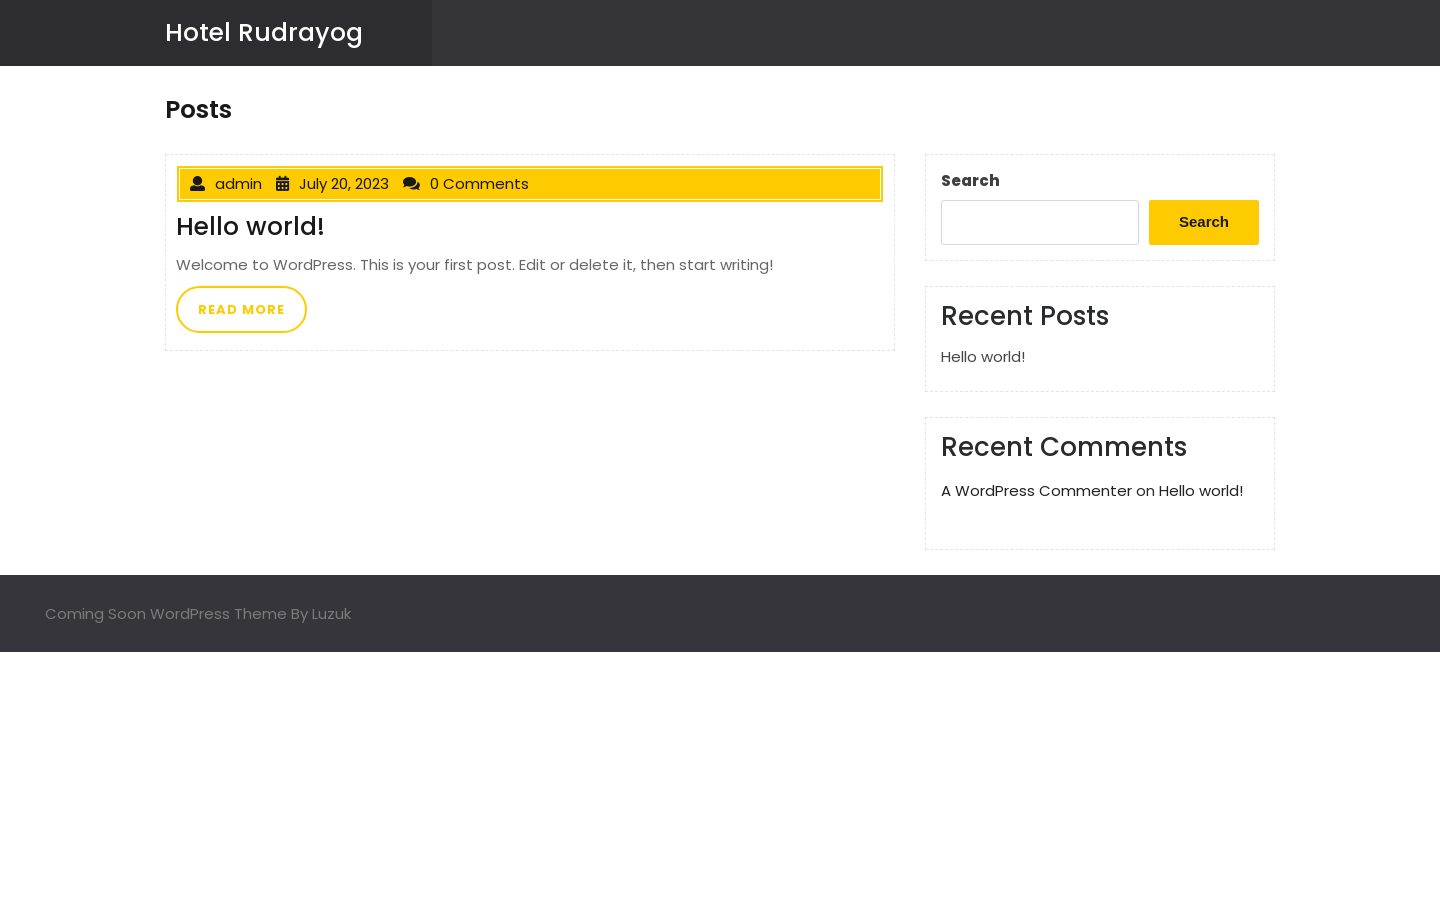 Hotel Rudrayog
Posts
admin July 20, 2023 0 Comments
Hello world!
Welcome to WordPress. This is your first post. Edit or delete it, then start writing!
READ MORE
Search
Search
Recent Posts
Hello world!
Recent Comments
A WordPress Commenter on Hello world!
Coming Soon WordPress Theme By Luzuk